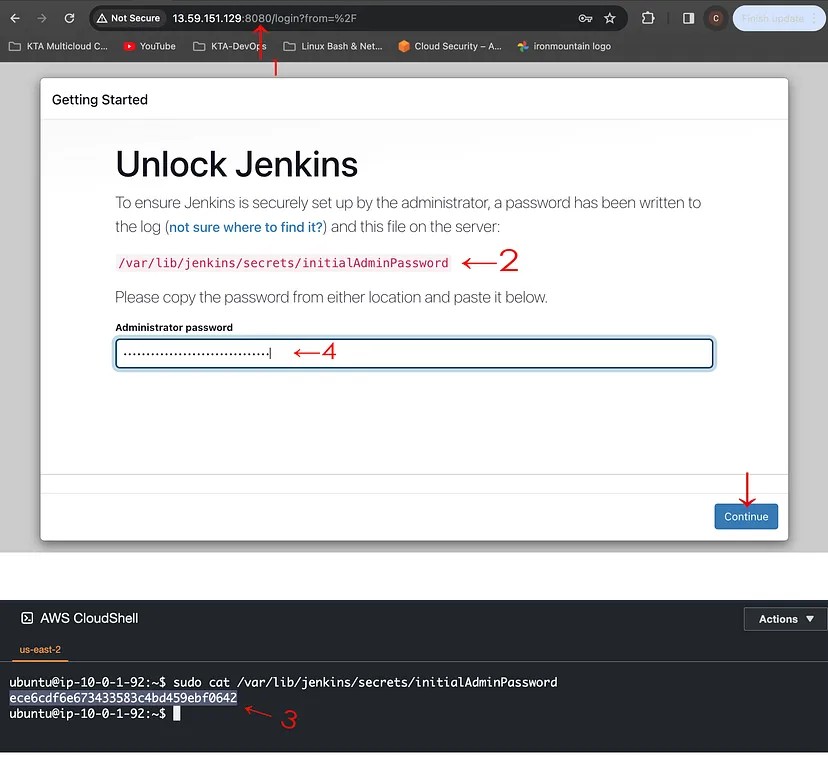 Not Secure 13.59.151.129:8080/login?from=%2F C Finish update
KTA Multicloud C... YouTube KTA-DevOps Linux Bash & Net... Cloud Security – A... ironmountain logo
1
Getting Started
Unlock Jenkins
To ensure Jenkins is securely set up by the administrator, a password has been written to
the log (not sure where to find it?) and this file on the server:
/var/lib/jenkins/secrets/initialAdminPassword 2
Please copy the password from either location and paste it below.
Administrator password
4
Continue
AWS CloudShell
Actions
us-east-2
ubuntu@ip-10-0-1-92:~$ sudo cat /var/lib/jenkins/secrets/initialAdminPassword
ece6cdf6e673433583c4bd459ebf0642
ubuntu@ip-10-0-1-92:~$
3